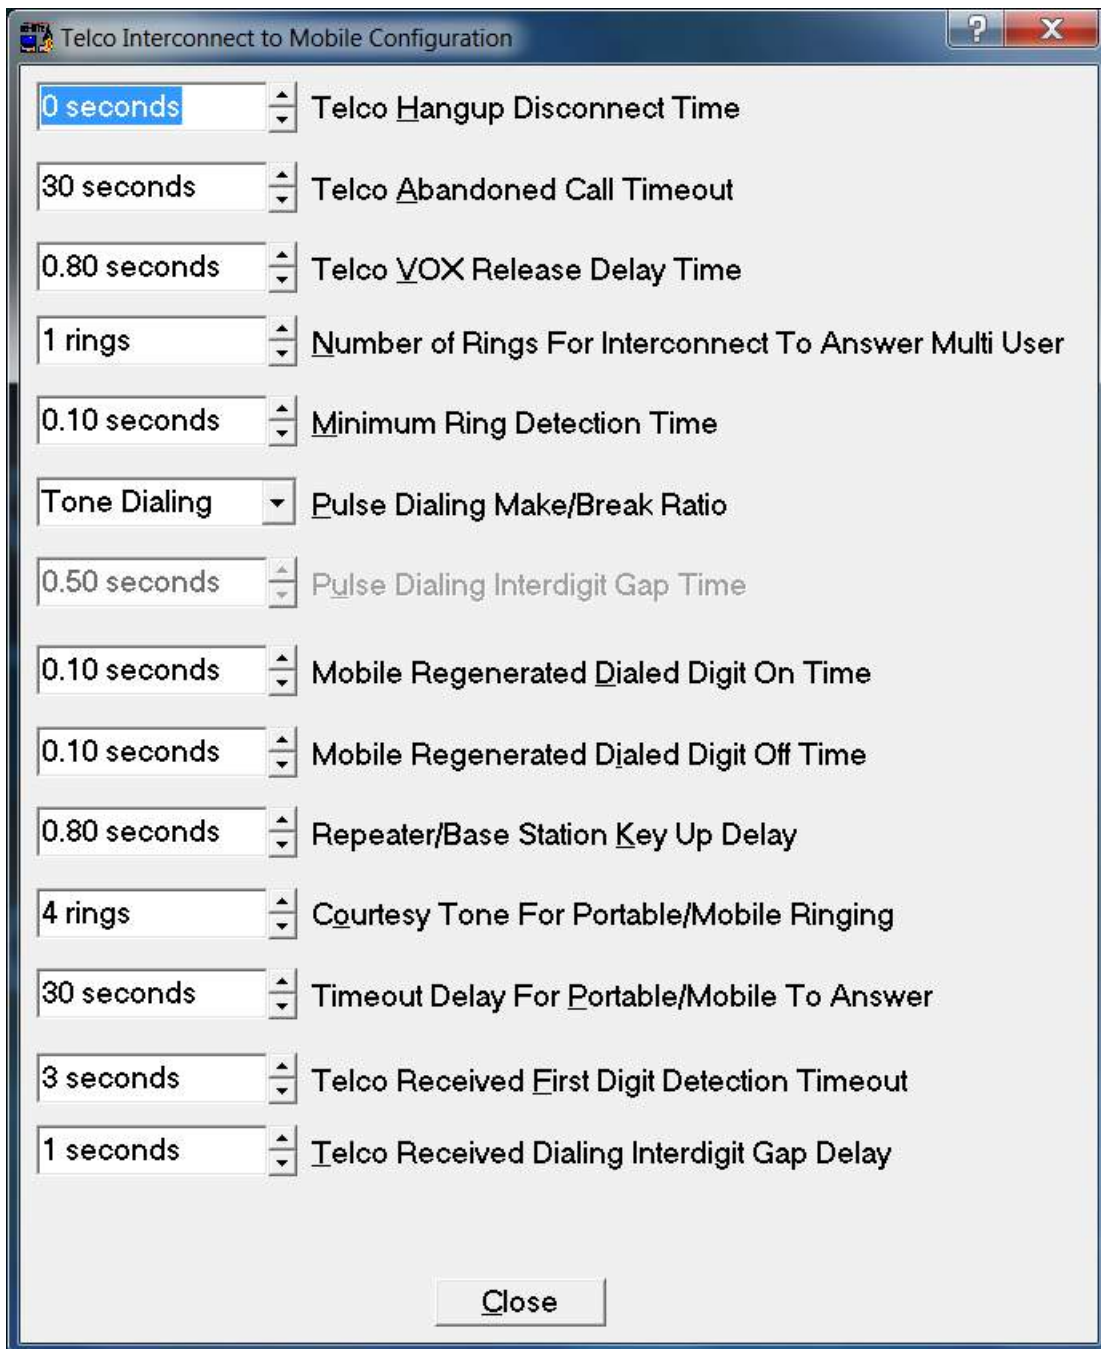 Telco Interconnect to Mobile Configuration
0 seconds Telco Hangup Disconnect Time
30 seconds Telco Abandoned Call Timeout
0.80 seconds Telco VOX Release Delay Time
1 rings Number of Rings For Interconnect To Answer Multi User
0.10 seconds Minimum Ring Detection Time
Tone Dialing Pulse Dialing Make/Break Ratio
0.50 seconds Pulse Dialing Interdigit Gap Time
0.10 seconds Mobile Regenerated Dialed Digit On Time
0.10 seconds Mobile Regenerated Dialed Digit Off Time
0.80 seconds Repeater/Base Station Key Up Delay
4 rings Courtesy Tone For Portable/Mobile Ringing
30 seconds Timeout Delay For Portable/Mobile To Answer
3 seconds Telco Received First Digit Detection Timeout
1 seconds Telco Received Dialing Interdigit Gap Delay
Close